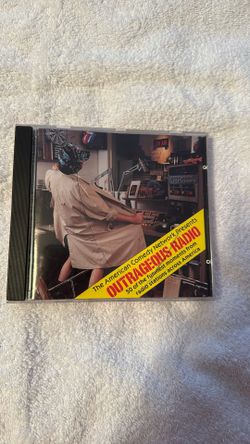 The American Comedy Network Presents
OUTRAGEOUS RADIO
50 of the funniest moments from
radio stations across America